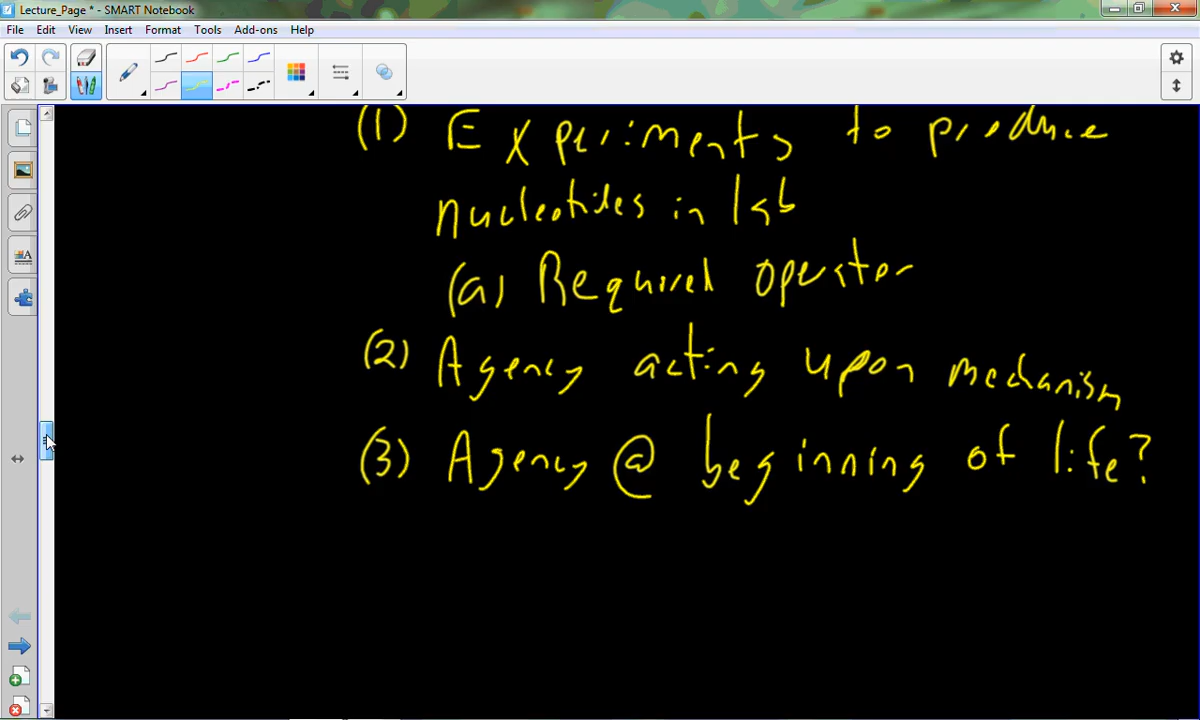 Lecture_Page * - SMART Notebook
File Edit View Insert Format Tools Add-ons Help
(1) Experiments to produce
nucleotides in lab
(a) Required operator
(2) Agency acting upon mechanism
(3) Agency @ beginning of life?